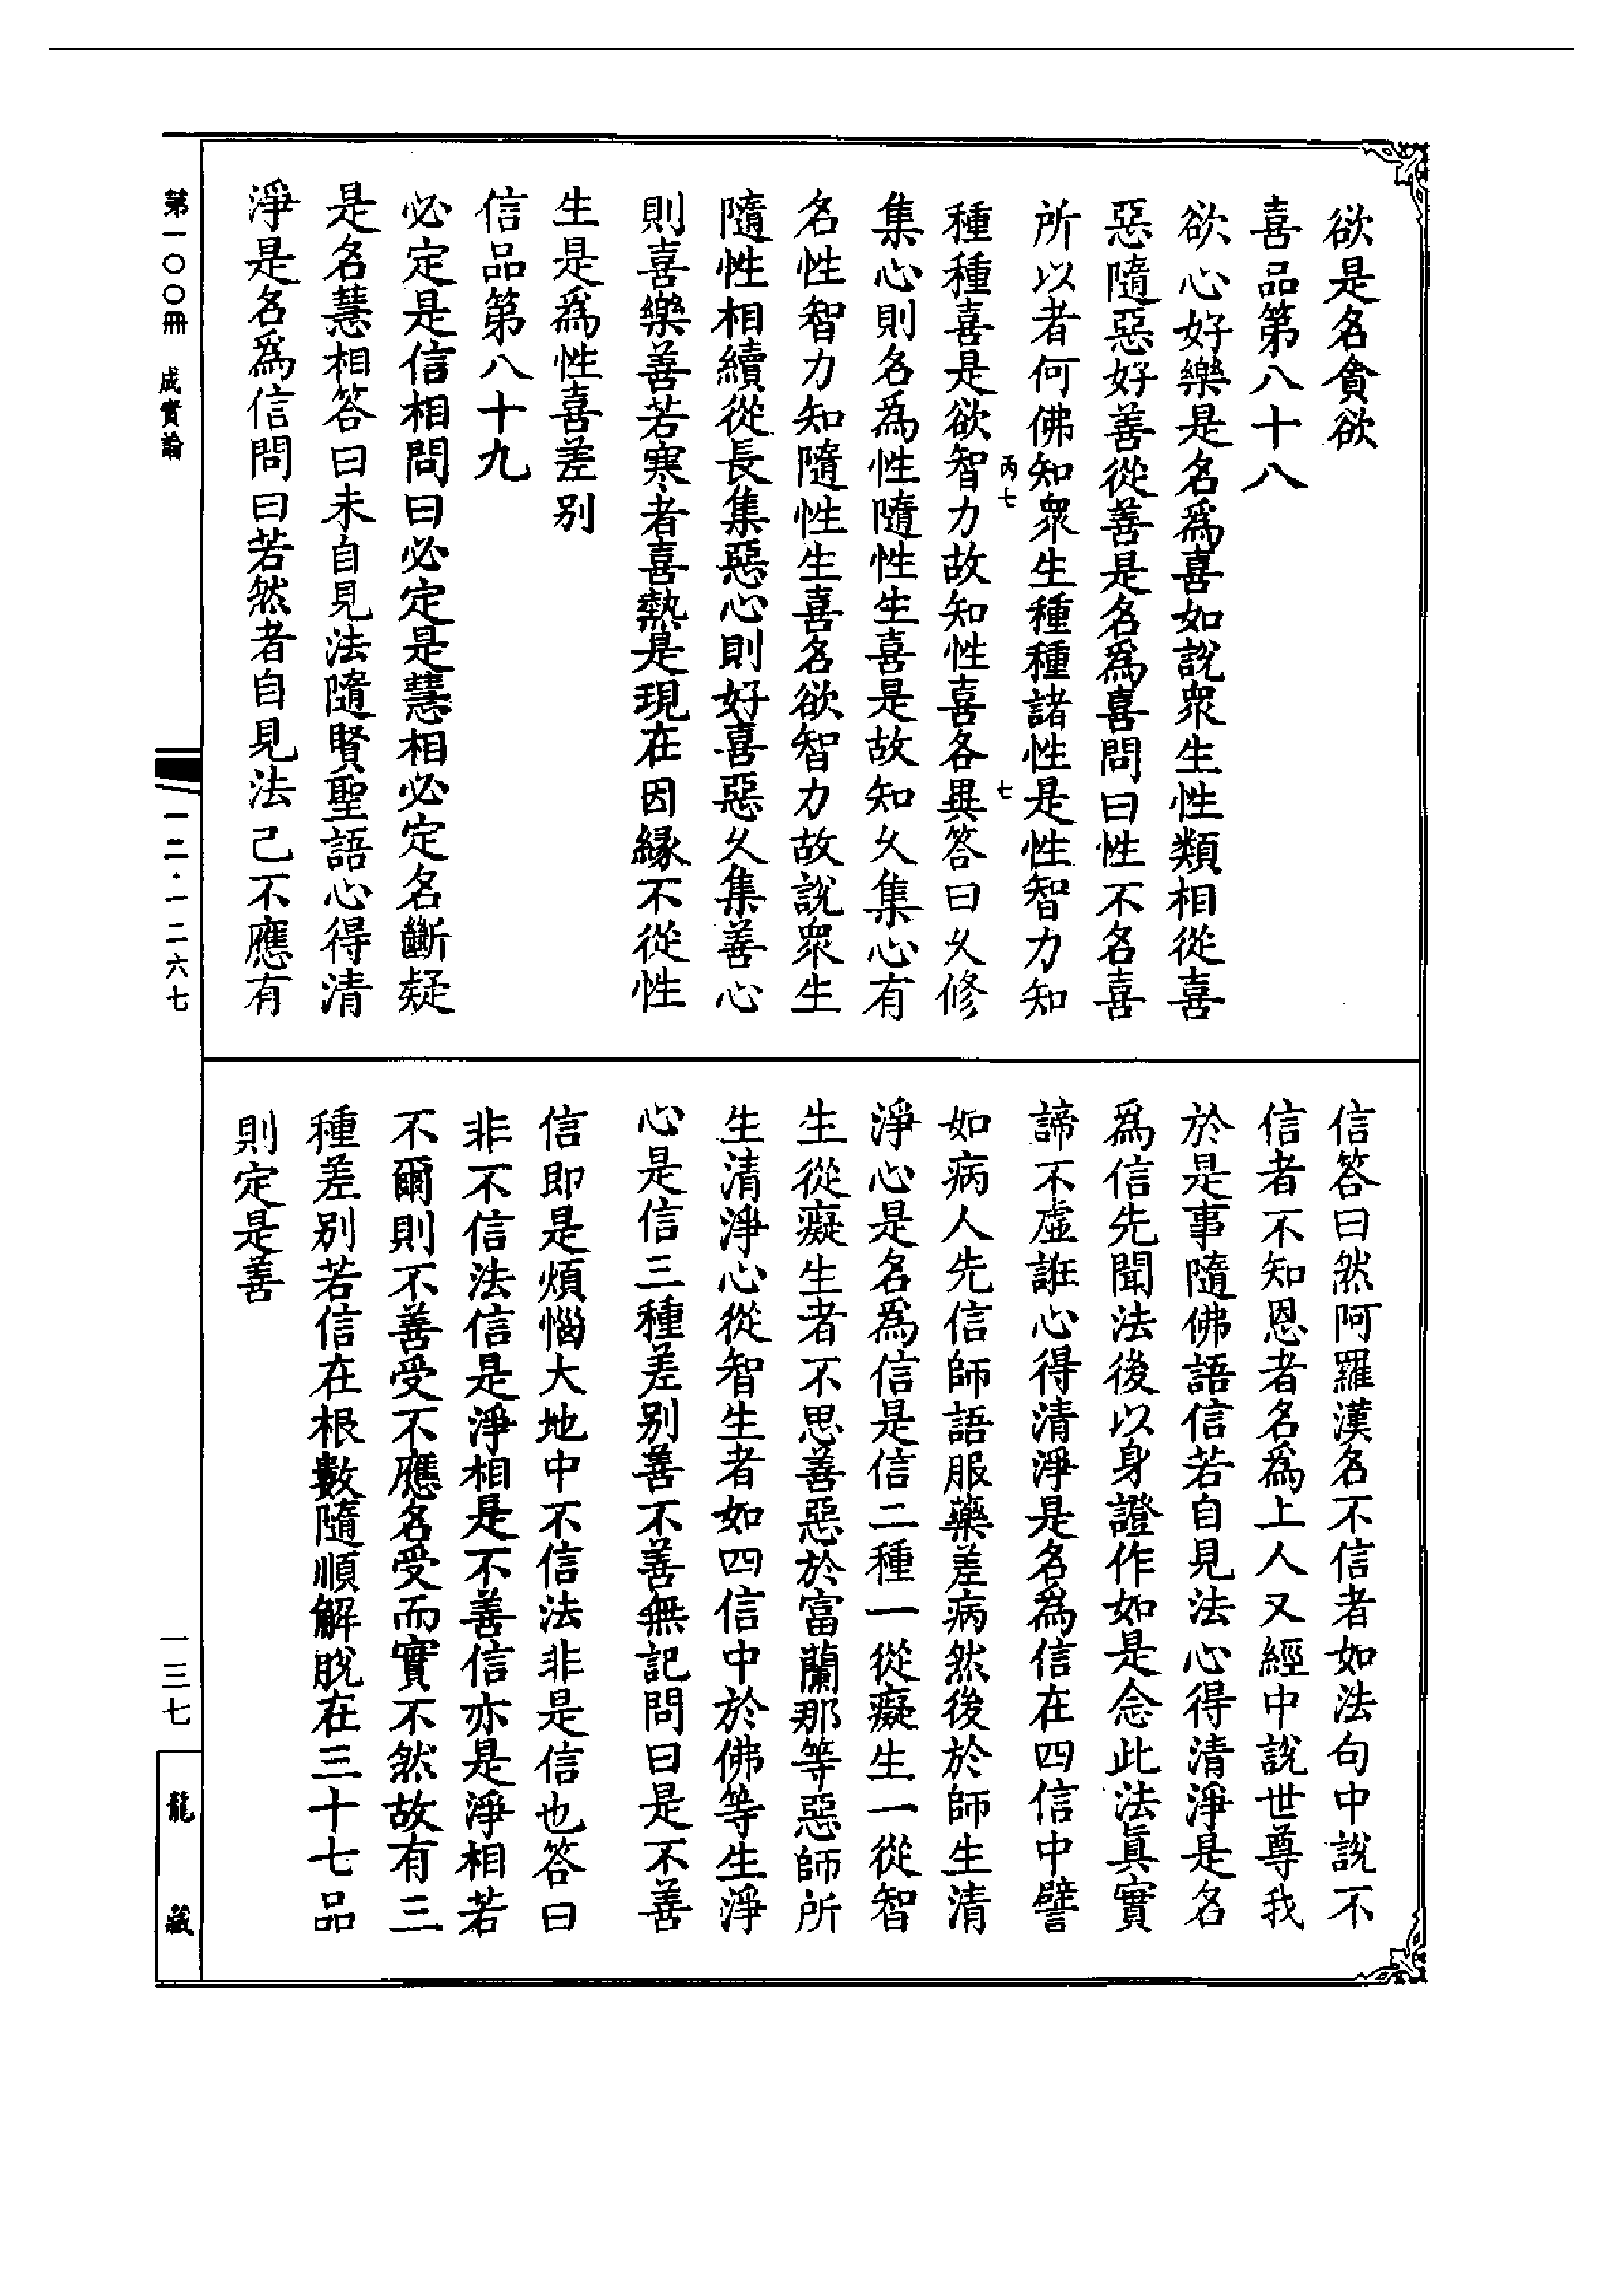 欲是名貪欲
喜品第八十八
欲心好樂是名爲喜如說衆生性類相從喜
惡隨惡好善從善是名爲喜問曰性不名喜
所以者何佛知衆生種種諸性是性智力知
丙七
七
種種喜是欲智力故知性喜各異答曰久修
集心則名爲性隨性生喜是故知久集心有
名性智力知隨性生喜名欲智力故說衆生
隨性相續從長集惡心則好喜惡久集善心
則喜樂善若寒者喜熱是現在因緣不從性
生是爲性喜差别
信品第八十九
必定是信相問曰必定是慧相必定名斷疑
是名慧相答曰未自見法隨賢聖語心得清
淨是名爲信問曰若然者自見法已不應有
信答曰然阿羅漢名不信者如法句中說不
信者不知恩者名爲上人又經中說世尊我
於是事隨佛語信若自見法心得清淨是名
爲信先聞法後以身證作如是念此法真實
諦不虛誑心得清淨是名爲信在四信中譬
如病人先信師語服藥差病然後於師生清
淨心是名爲信是信二種一從癡生一從智
生從癡生者不思善惡於富蘭那等惡師所
生清淨心從智生者如四信中於佛等生淨
心是信三種差别善不善無記問曰是不善
信即是煩惱大地中不信法非是信也答曰
非不信法信是淨相是不善信亦是淨相若
不爾則不善受不應名受而實不然故有三
種差別若信在根數隨順解脫在三十七品
則定是善
第一〇〇冊 成實論
一二·一二六七
一三七
龍藏